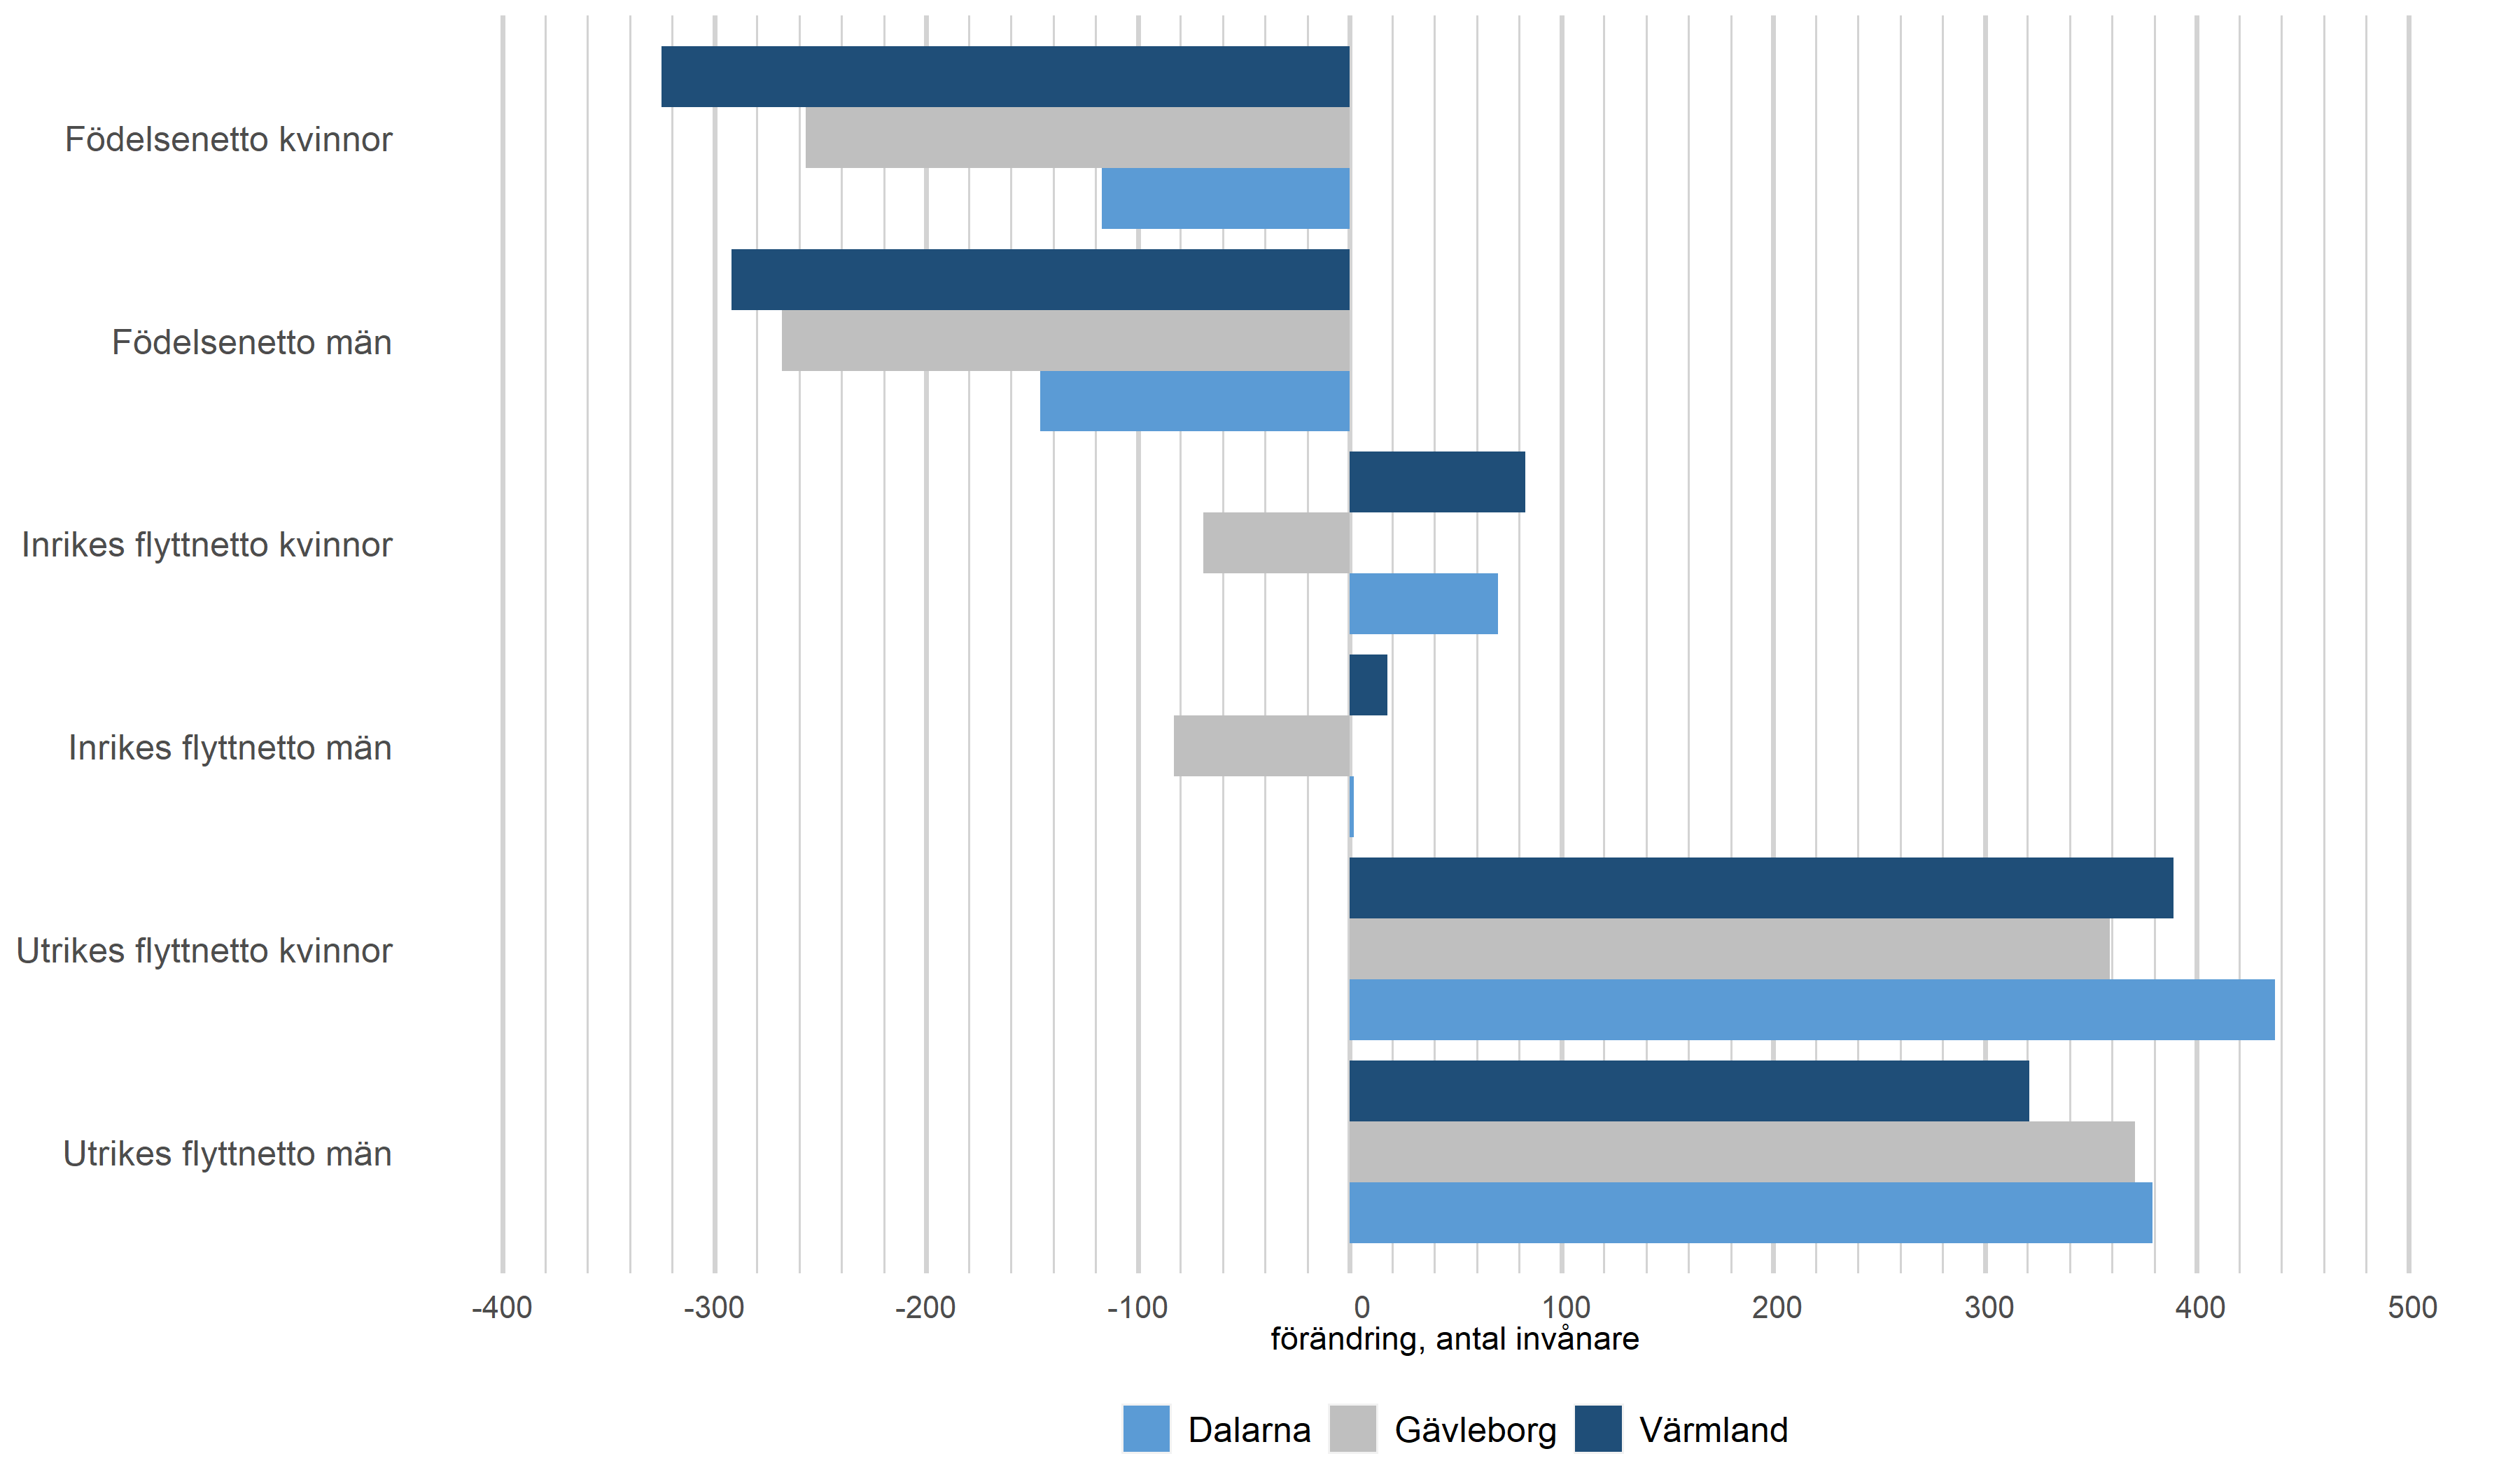 Födelsenetto kvinnor
Födelsenetto män
Inrikes flyttnetto kvinnor
Inrikes flyttnetto män
Utrikes flyttnetto kvinnor
Utrikes flyttnetto män
-400 -300 -200 -100 0 100 200 300 400 500
förändring, antal invånare
Dalarna Gävleborg Värmland